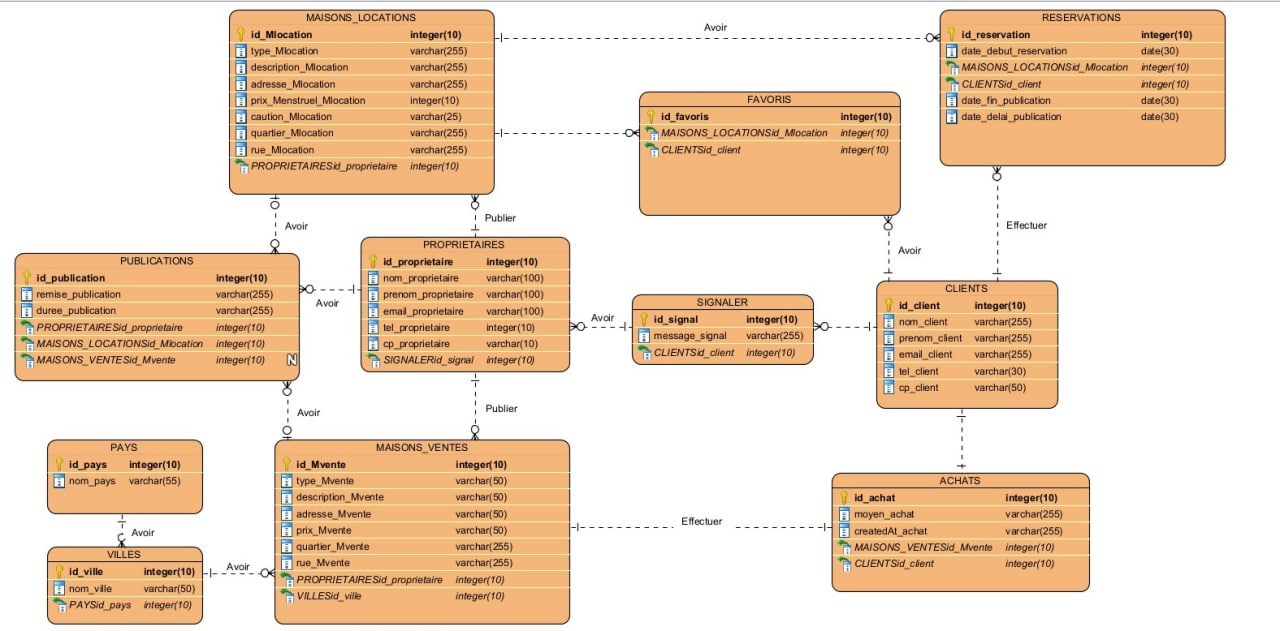 MAISONS_LOCATIONS
id_Mlocation integer(10)
type_Mlocation varchar(255)
description_Mlocation varchar(255)
adresse_Mlocation varchar(255)
prix_Menstruel_Mlocation integer(10)
caution_Mlocation varchar(25)
quartier_Mlocation varchar(255)
rue_Mlocation varchar(255)
PROPRIETAIRESid_proprietaire integer(10)
Avoir
RESERVATIONS
id_reservation integer(10)
date_debut_reservation date(30)
MAISONS_LOCATIONSid_Mlocation integer(10)
CLIENTSid_client integer(10)
date_fin_publication date(30)
date_delai_publication date(30)
FAVORIS
id_favoris integer(10)
MAISONS_LOCATIONSid_Mlocation integer(10)
CLIENTSid_client integer(10)
Avoir
Publier
Avoir
Effectuer
PUBLICATIONS
id_publication integer(10)
remise_publication varchar(255)
duree_publication varchar(255)
PROPRIETAIRESid_proprietaire integer(10)
MAISONS_LOCATIONSid_Mlocation integer(10)
MAISONS_VENTESid_Mvente integer(10) N
Avoir
PROPRIETAIRES
id_proprietaire integer(10)
nom_proprietaire varchar(100)
prenom_proprietaire varchar(100)
email_proprietaire varchar(100)
tel_proprietaire integer(10)
cp_proprietaire varchar(10)
SIGNALERid_signal integer(10)
Avoir
SIGNALER
id_signal integer(10)
message_signal varchar(255)
CLIENTSid_client integer(10)
CLIENTS
id_client integer(10)
nom_client varchar(255)
prenom_client varchar(255)
email_client varchar(255)
tel_client varchar(30)
cp_client varchar(50)
Avoir
Publier
PAYS
id_pays integer(10)
nom_pays varchar(55)
Avoir
VILLES
id_ville integer(10)
nom_ville varchar(50)
PAYSid_pays integer(10)
Avoir
MAISONS_VENTES
id_Mvente integer(10)
type_Mvente varchar(50)
description_Mvente varchar(50)
adresse_Mvente varchar(50)
prix_Mvente varchar(50)
quartier_Mvente varchar(255)
rue_Mvente varchar(255)
PROPRIETAIRESid_proprietaire integer(10)
VILLESid_ville integer(10)
Effectuer
ACHATS
id_achat integer(10)
moyen_achat varchar(255)
createdAt_achat varchar(255)
MAISONS_VENTESid_Mvente integer(10)
CLIENTSid_client integer(10)